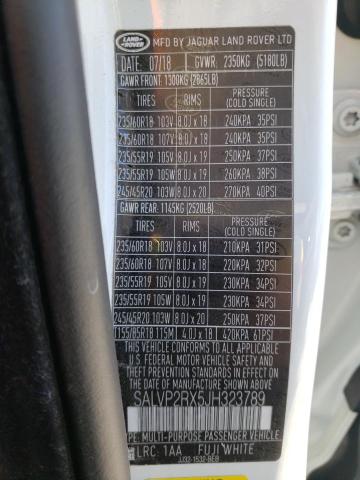 LAND ROVER
MFD BY JAGUAR LAND ROVER LTD
DATE: 07/18 GVWR: 2350KG (5180LB)
GAWR FRONT: 1300KG (2865LB)
TIRES RIMS PRESSURE (COLD SINGLE)
235/60R18 103V 8.0J x 18 240KPA 35PSI
235/60R18 107V 8.0J x 18 240KPA 35PSI
235/55R19 105V 8.0J x 19 250KPA 37PSI
235/55R19 105W 8.0J x 19 260KPA 38PSI
245/45R20 103W 8.0J x 20 270KPA 40PSI
GAWR REAR: 1145KG (2520LB)
TIRES RIMS PRESSURE (COLD SINGLE)
235/60R18 103V 8.0J x 18 210KPA 31PSI
235/60R18 107V 8.0J x 18 220KPA 32PSI
235/55R19 105V 8.0J x 19 230KPA 34PSI
235/55R19 105W 8.0J x 19 230KPA 34PSI
245/45R20 103W 8.0J x 20 250KPA 37PSI
T155/85R18 115M 4.0J x 18 420KPA 61PSI
THIS VEHICLE CONFORMS TO ALL APPLICABLE
FEDERAL MOTOR VEHICLE SAFETY STANDARDS
IN EFFECT ON THE DATE OF MANUFACTURE
SHOWN ABOVE.
SALVP2RX5JH323789
TYPE: MULTIPURPOSE PASSENGER VEHICLE
LRC: 1AA FUJI WHITE
JJ32-1532-BEB